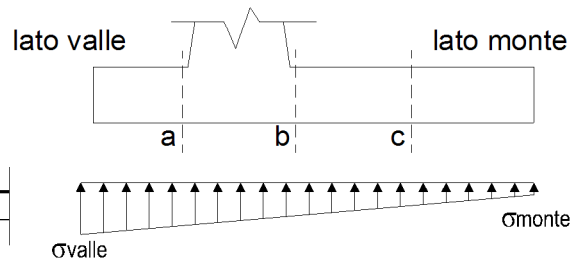 lato valle
lato monte
a
b
c
σvalle
σmonte